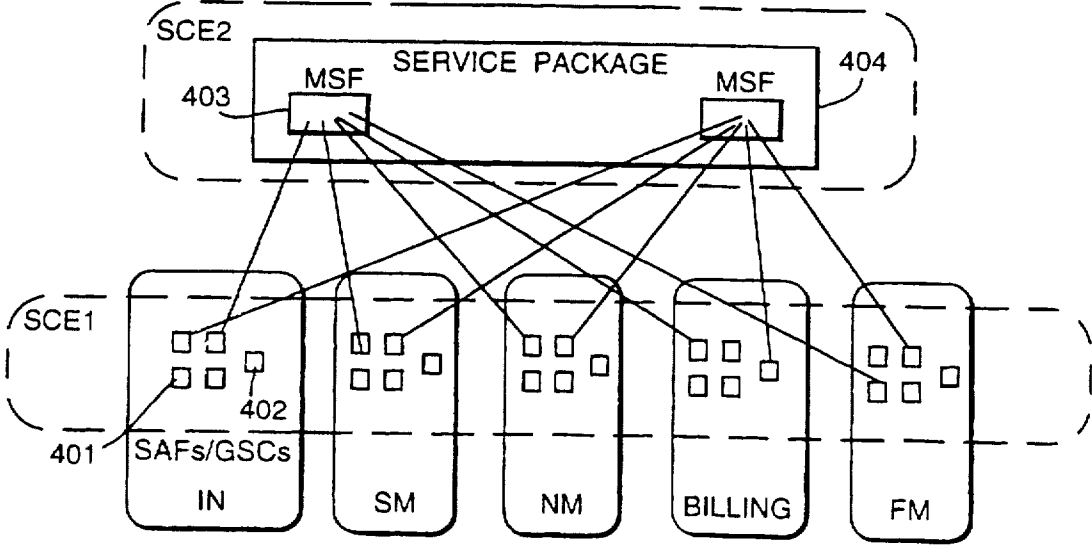 SCE2
SERVICE PACKAGE
404
403
MSF
MSF
SCE1
402
401
SAFs/GSCs
IN
SM
NM
BILLING
FM